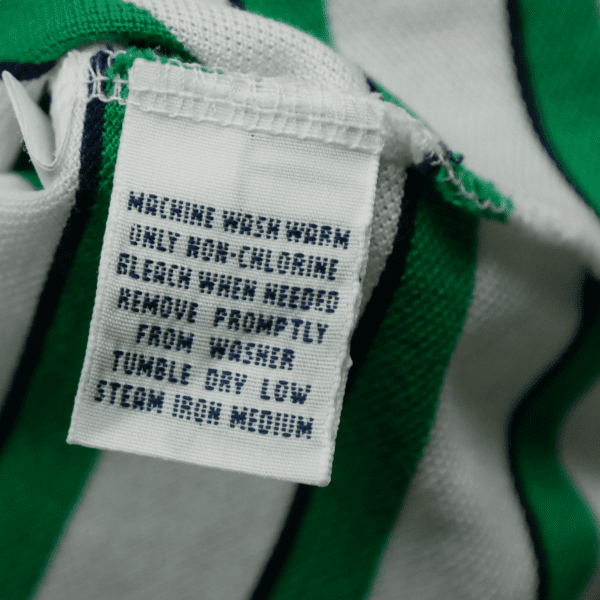 MACHINE WASH WARM
ONLY NON-CHLORINE
BLEACH WHEN NEEDED
REMOVE PROMPTLY
FROM WASHER
TUMBLE DRY LOW
STEAM IRON MEDIUM